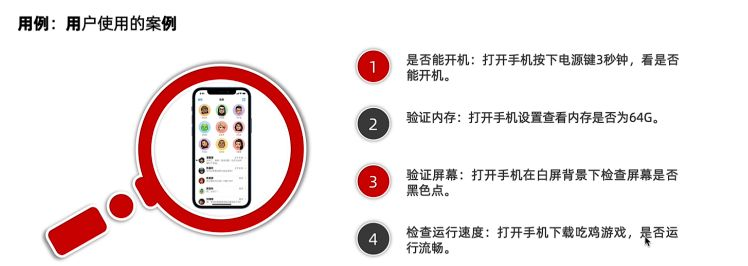 用例：用户使用的案例
1
是否能开机：打开手机按下电源键3秒钟，看是否
能开机。
2
验证内存：打开手机设置查看内存是否为64G。
3
验证屏幕：打开手机在白屏背景下检查屏幕是否
黑色点。
4
检查运行速度：打开手机下载吃鸡游戏，是否运
行流畅。